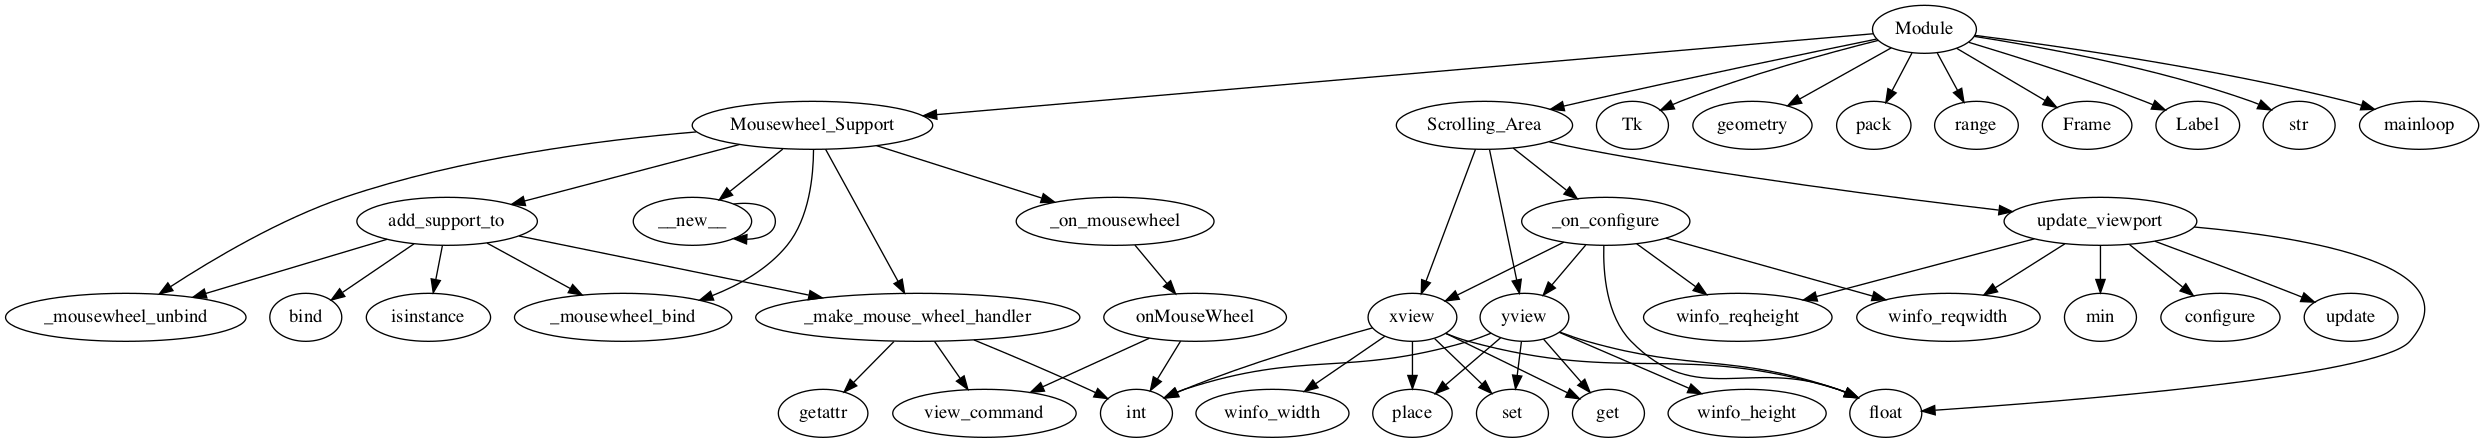 Module
Mousewheel_Support
Scrolling_Area
Tk
geometry
pack
range
Frame
Label
str
mainloop
add_support_to
__new__
_on_mousewheel
_on_configure
update_viewport
_mousewheel_unbind
bind
isinstance
_mousewheel_bind
_make_mouse_wheel_handler
onMouseWheel
xview
yview
winfo_reqheight
winfo_reqwidth
min
configure
update
getattr
view_command
int
winfo_width
place
set
get
winfo_height
float